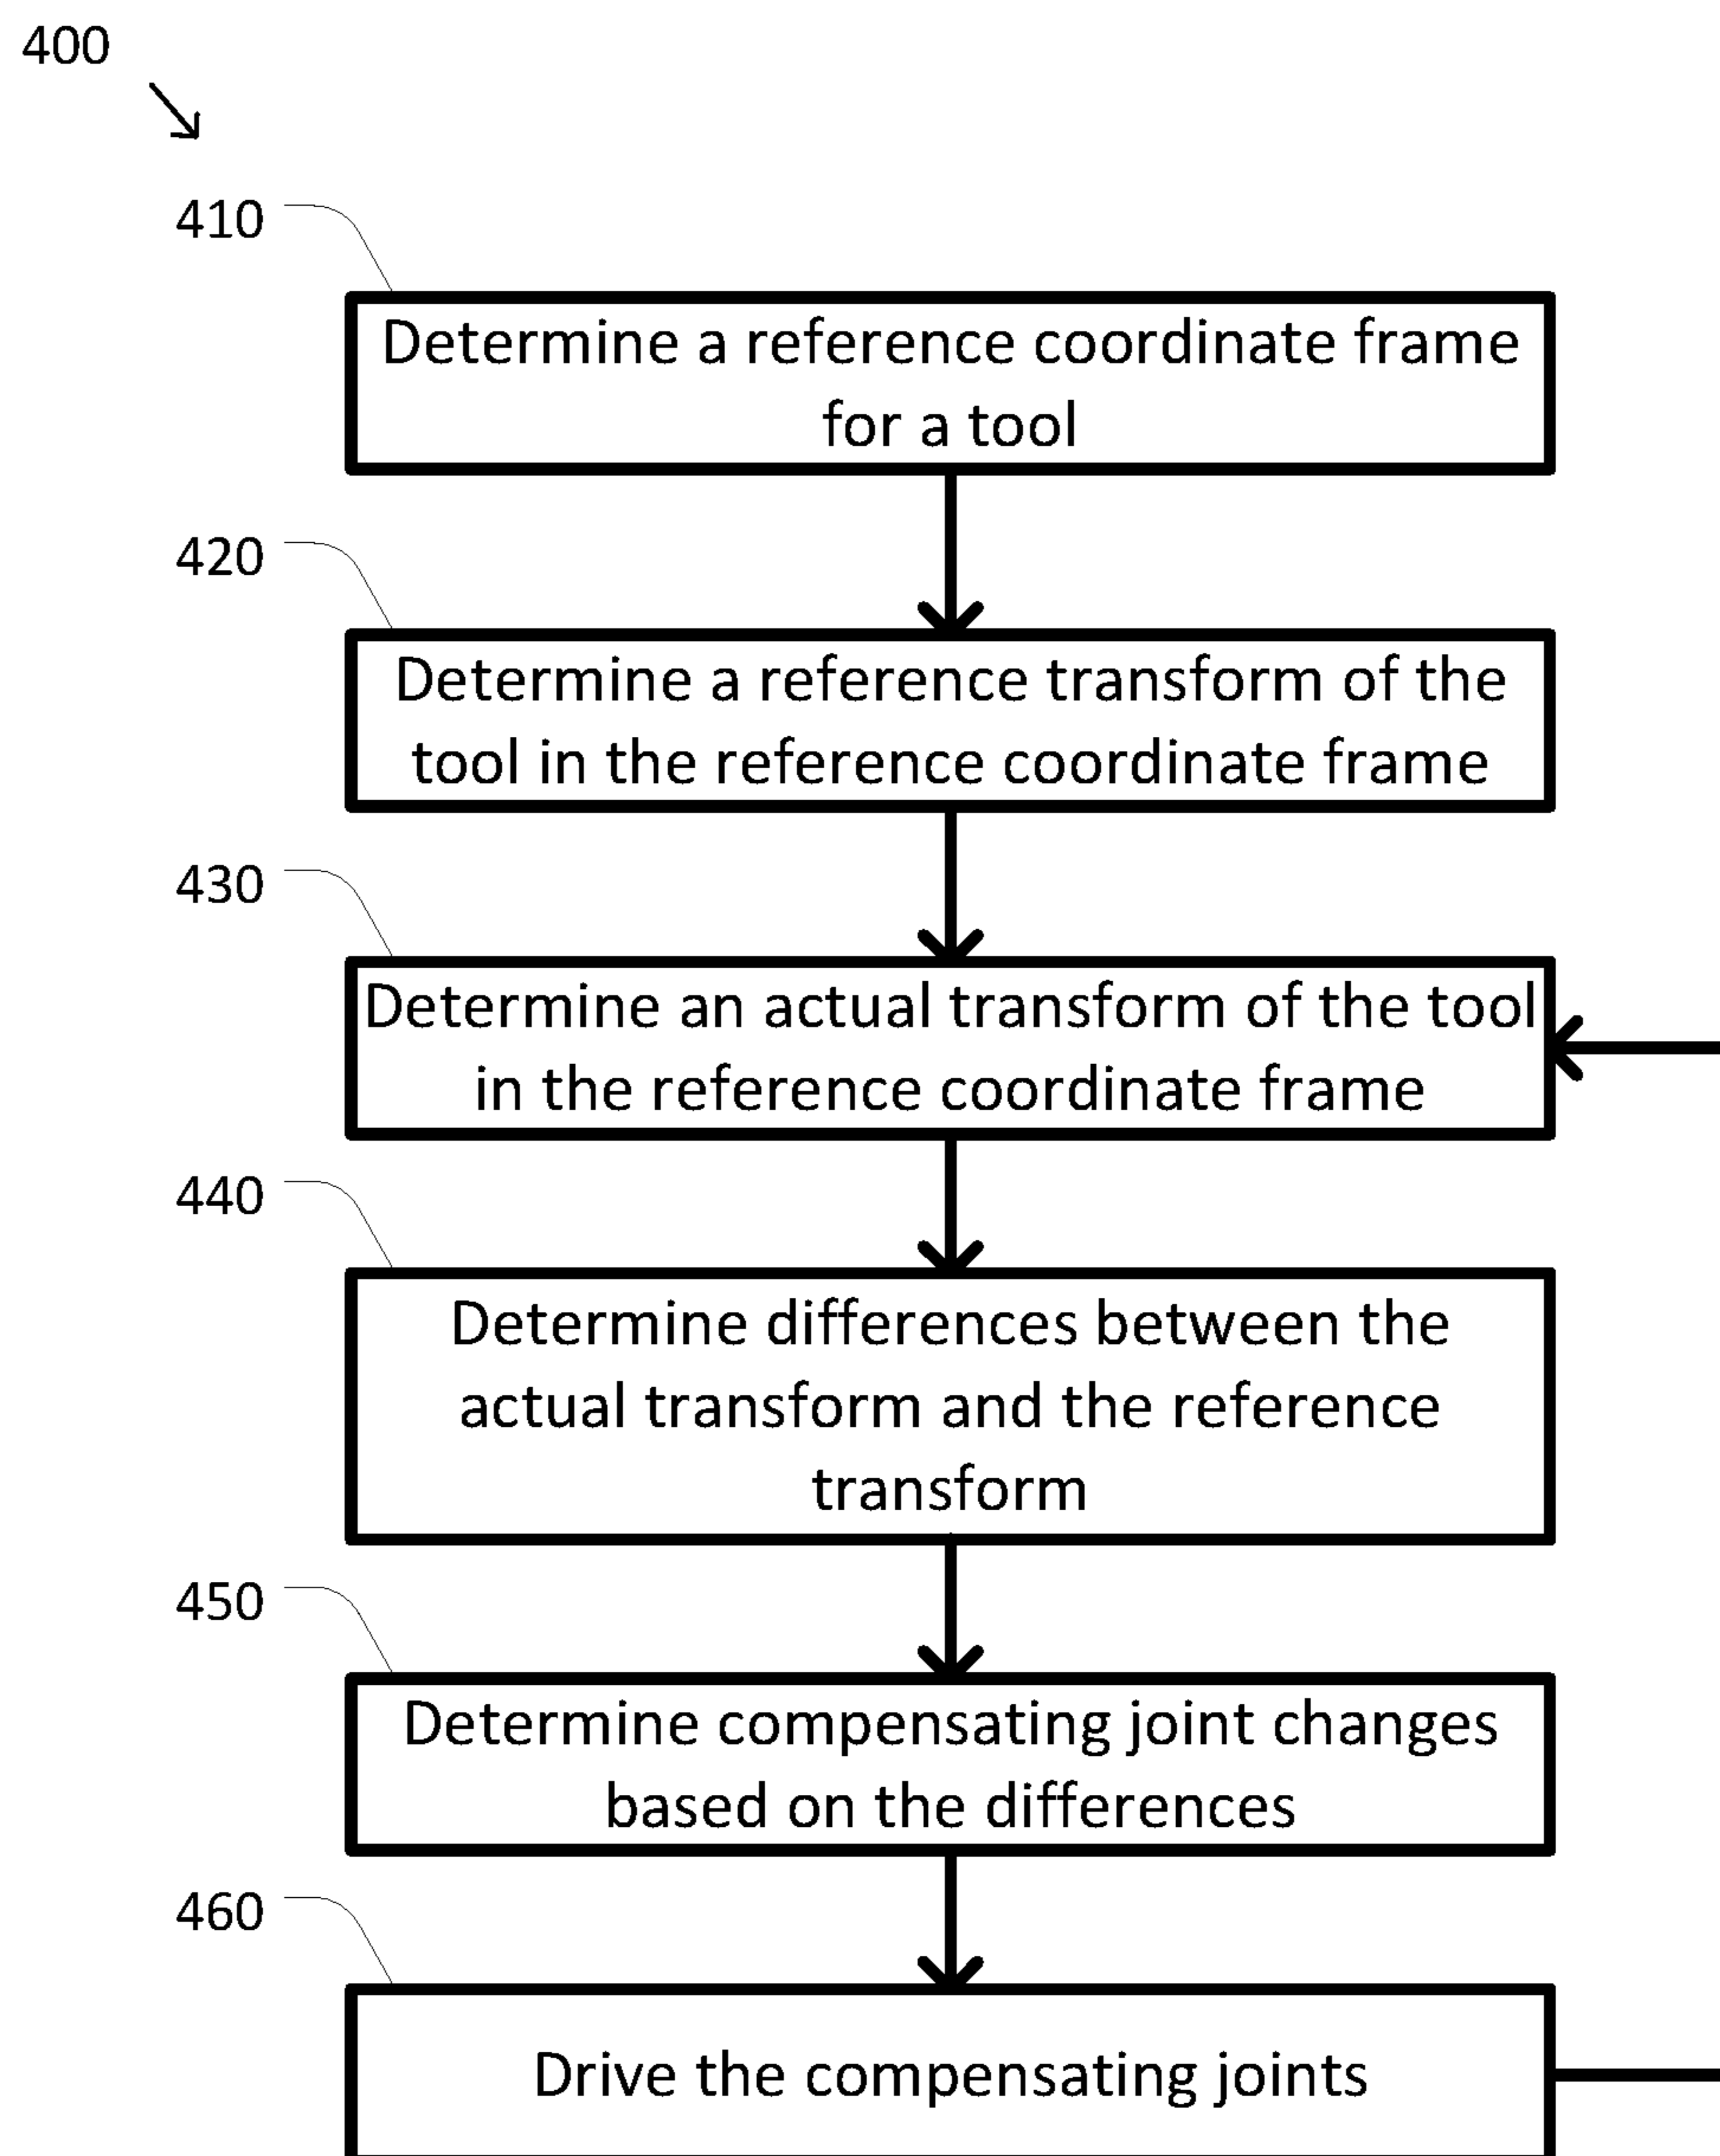 400
410
Determine a reference coordinate frame
for a tool
420
Determine a reference transform of the
tool in the reference coordinate frame
430
Determine an actual transform of the tool
in the reference coordinate frame
440
Determine differences between the
actual transform and the reference
transform
450
Determine compensating joint changes
based on the differences
460
Drive the compensating joints